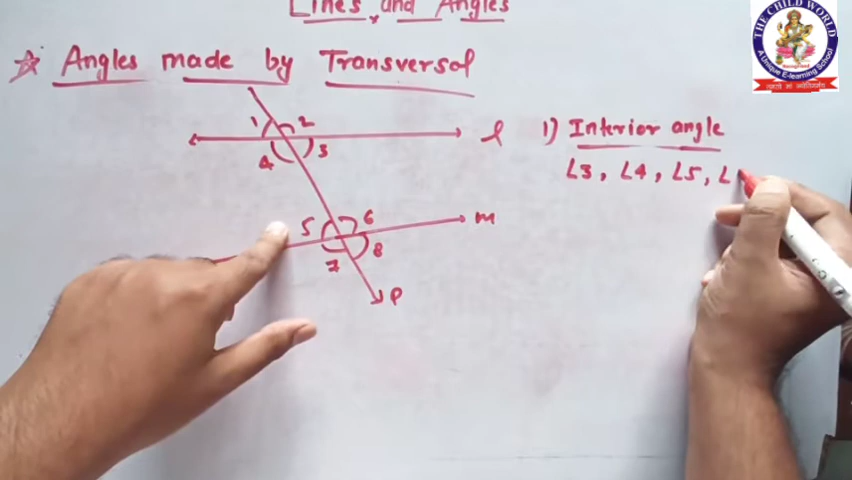 Lines, and Angles
☆ Angles made by Transversal
1 2
4 3
l
5 6
m
7 8
P
1) Interior angle
∠3, ∠4, ∠5, ∠
THE CHILD WORLD
A Unique E-learning School